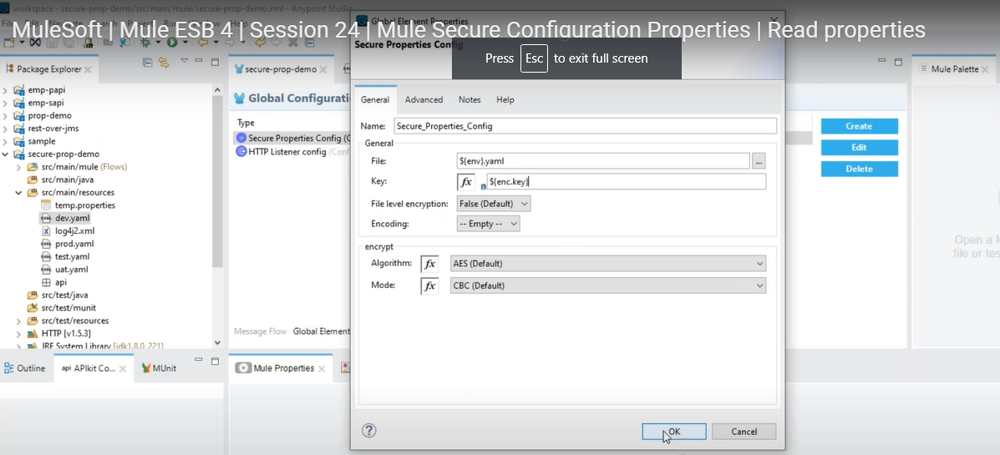 workspace - secure-prop-demo/src/main/mule/secure-prop-demo.xml - Anypoint Studio
MuleSoft | Mule ESB 4 | Session 24 | Mule Secure Configuration Properties | Read properties
Global Element Properties
Secure Properties Config
Press Esc to exit full screen
Package Explorer
emp-papi
emp-sapi
prop-demo
rest-over-jms
sample
secure-prop-demo
src/main/mule (Flows)
src/main/java
src/main/resources
temp.properties
dev.yaml
log4j2.xml
prod.yaml
test.yaml
uat.yaml
api
src/test/java
src/test/munit
src/test/resources
HTTP [v1.5.3]
JRE System Library [jdk1.8.0_221]
Outline
api APIkit Co...
MUnit
secure-prop-demo
Global Configurati
Type
Secure Properties Config (C
HTTP Listener config (Conf
Message Flow
Global Element
Mule Properties
General
Advanced
Notes
Help
Name: Secure_Properties_Config
General
File: ${env}.yaml
...
Key: fx ${enc.key}
File level encryption: False (Default)
Encoding: -- Empty --
encrypt
Algorithm: fx AES (Default)
Mode: fx CBC (Default)
?
OK
Cancel
Create
Edit
Delete
Mule Palette
Open a M
file or tes